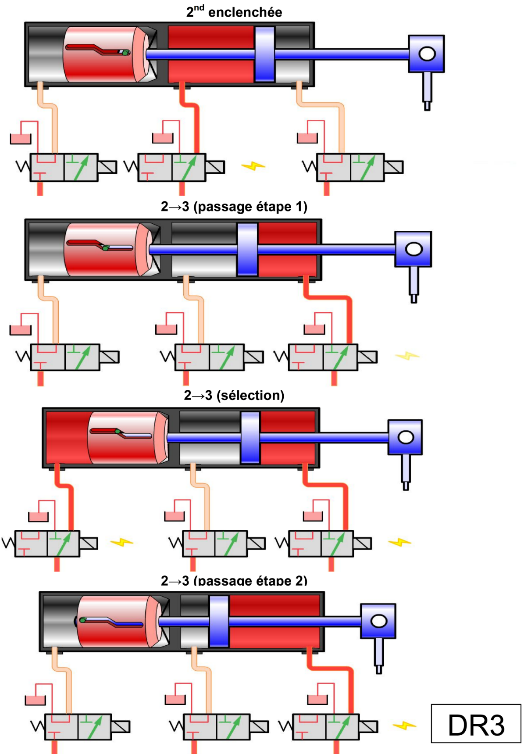 2nd enclenchée
2→3 (passage étape 1)
2→3 (sélection)
2→3 (passage étape 2)
DR3